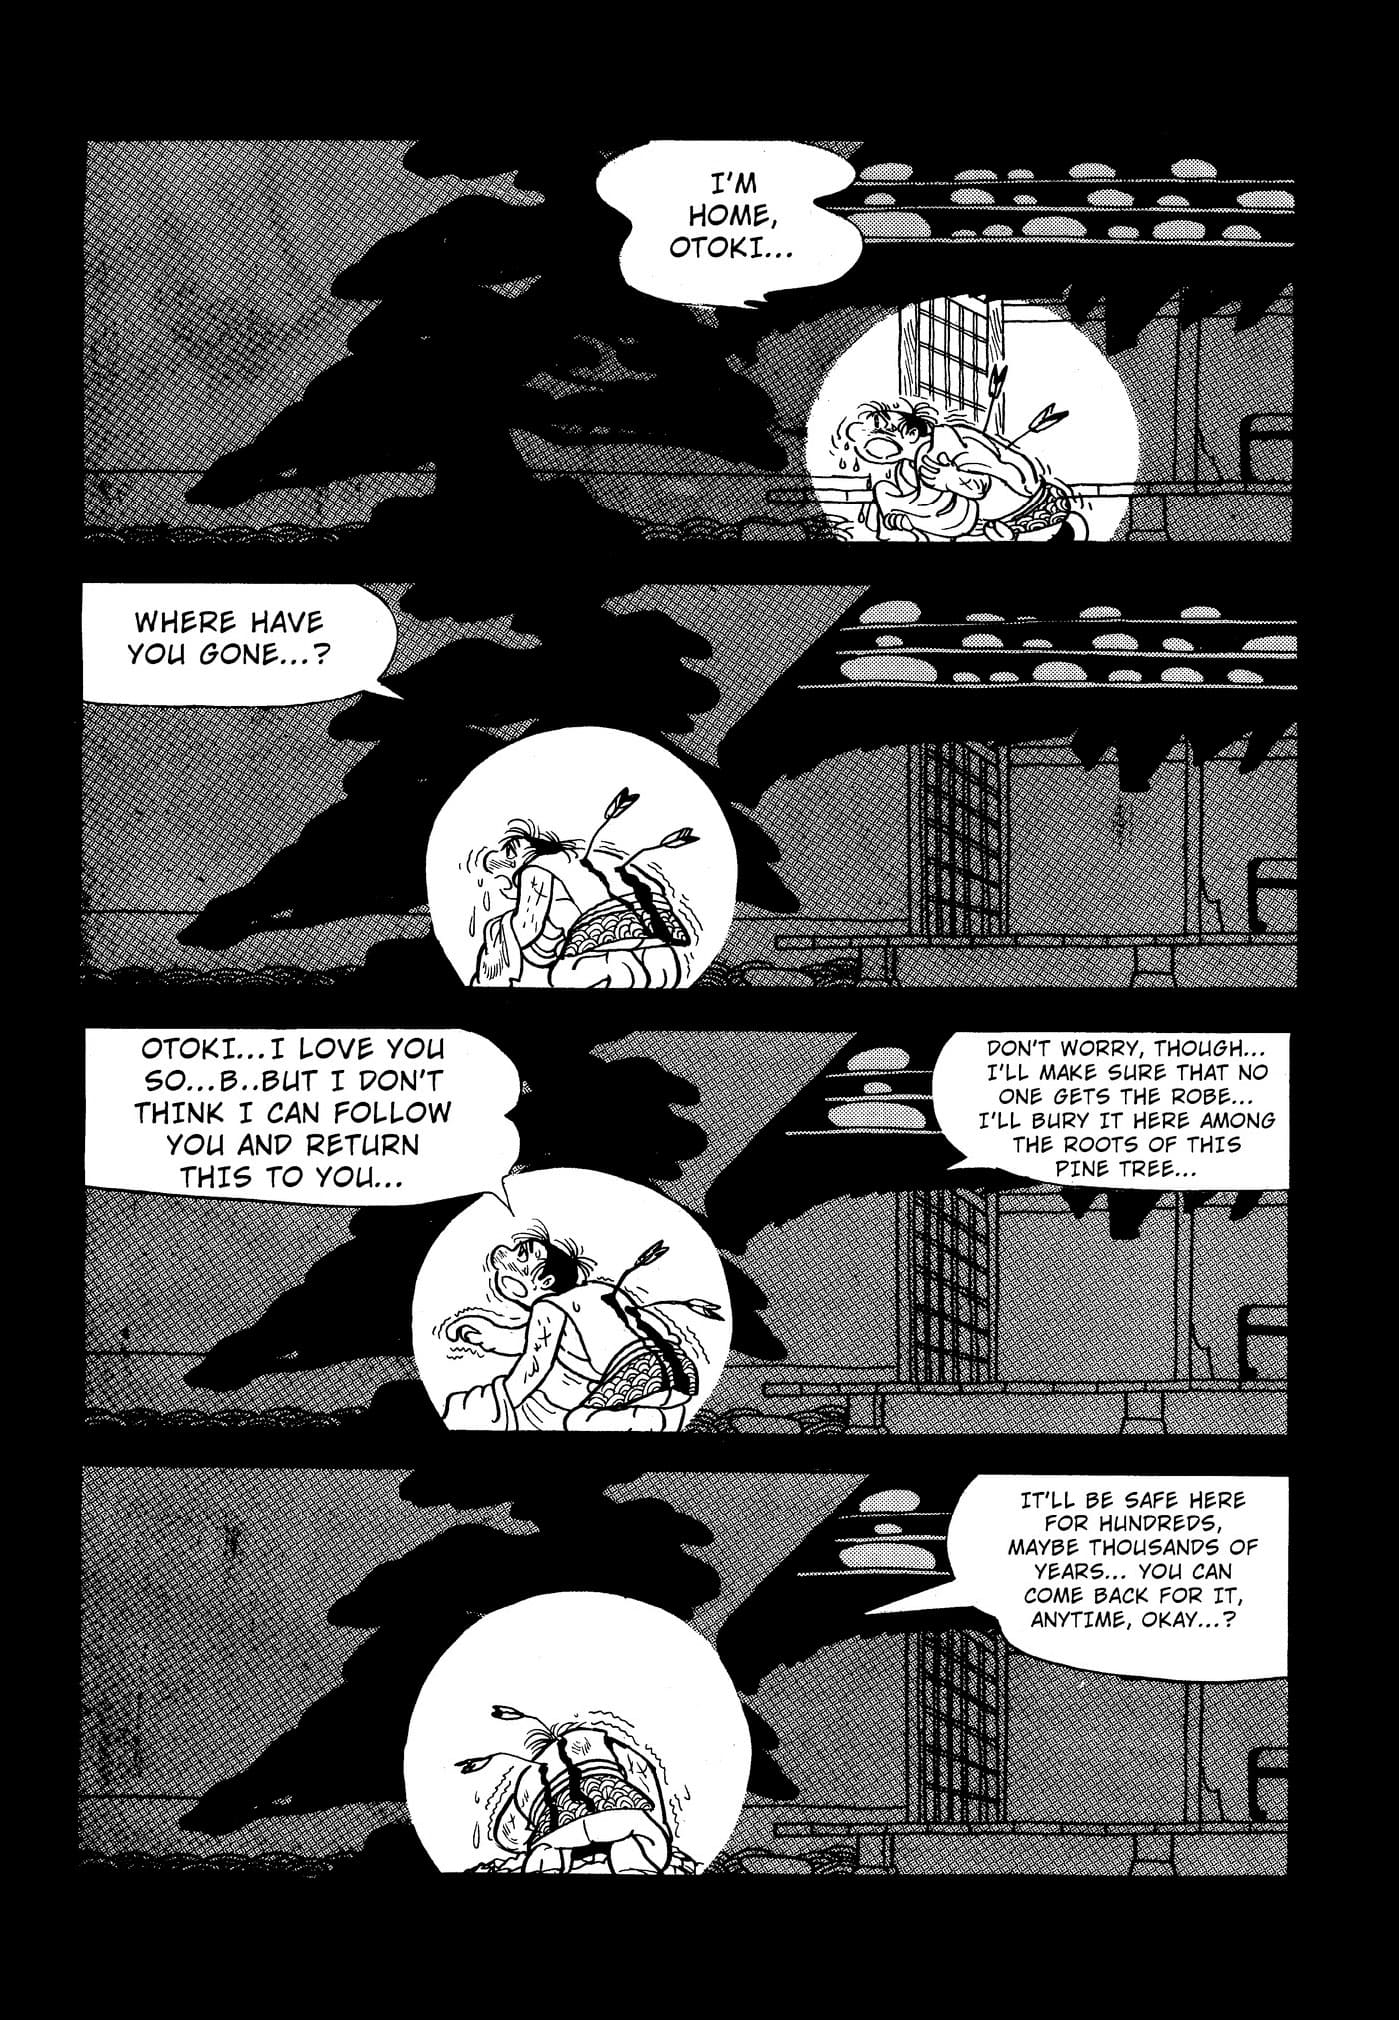 I'M
HOME,
OTOKI...
WHERE HAVE
YOU GONE...?
OTOKI...I LOVE YOU
SO...B..BUT I DON'T
THINK I CAN FOLLOW
YOU AND RETURN
THIS TO YOU...
DON'T WORRY, THOUGH...
I'LL MAKE SURE THAT NO
ONE GETS THE ROBE...
I'LL BURY IT HERE AMONG
THE ROOTS OF THIS
PINE TREE...
IT'LL BE SAFE HERE
FOR HUNDREDS,
MAYBE THOUSANDS OF
YEARS... YOU CAN
COME BACK FOR IT,
ANYTIME, OKAY...?